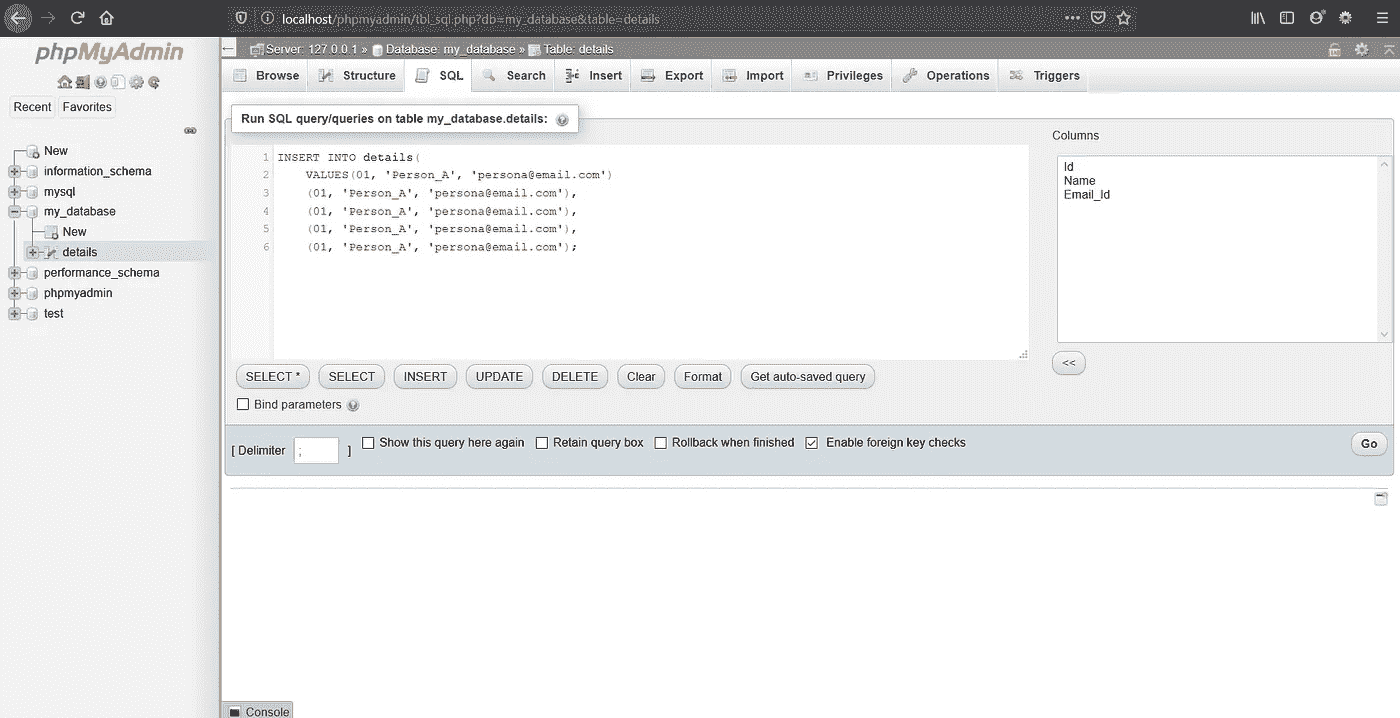 localhost/phpmyadmin/tbl_sql.php?db=my_database&table=details
phpMyAdmin
Recent Favorites
New
information_schema
mysql
my_database
New
details
performance_schema
phpmyadmin
test
Server: 127.0.0.1 » Database: my_database » Table: details
Browse Structure SQL Search Insert Export Import Privileges Operations Triggers
Run SQL query/queries on table my_database.details:
1 INSERT INTO details(
2 VALUES(01, 'Person_A', 'persona@email.com')
3 (01, 'Person_A', 'persona@email.com'),
4 (01, 'Person_A', 'persona@email.com'),
5 (01, 'Person_A', 'persona@email.com'),
6 (01, 'Person_A', 'persona@email.com');
Columns
Id
Name
Email_Id
<<
SELECT * SELECT INSERT UPDATE DELETE Clear Format Get auto-saved query
Bind parameters
[ Delimiter ; ] Show this query here again Retain query box Rollback when finished Enable foreign key checks Go
Console